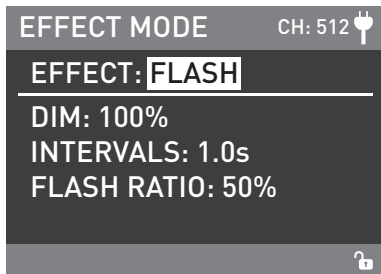 EFFECT MODE CH: 512
EFFECT: FLASH
DIM: 100%
INTERVALS: 1.0s
FLASH RATIO: 50%